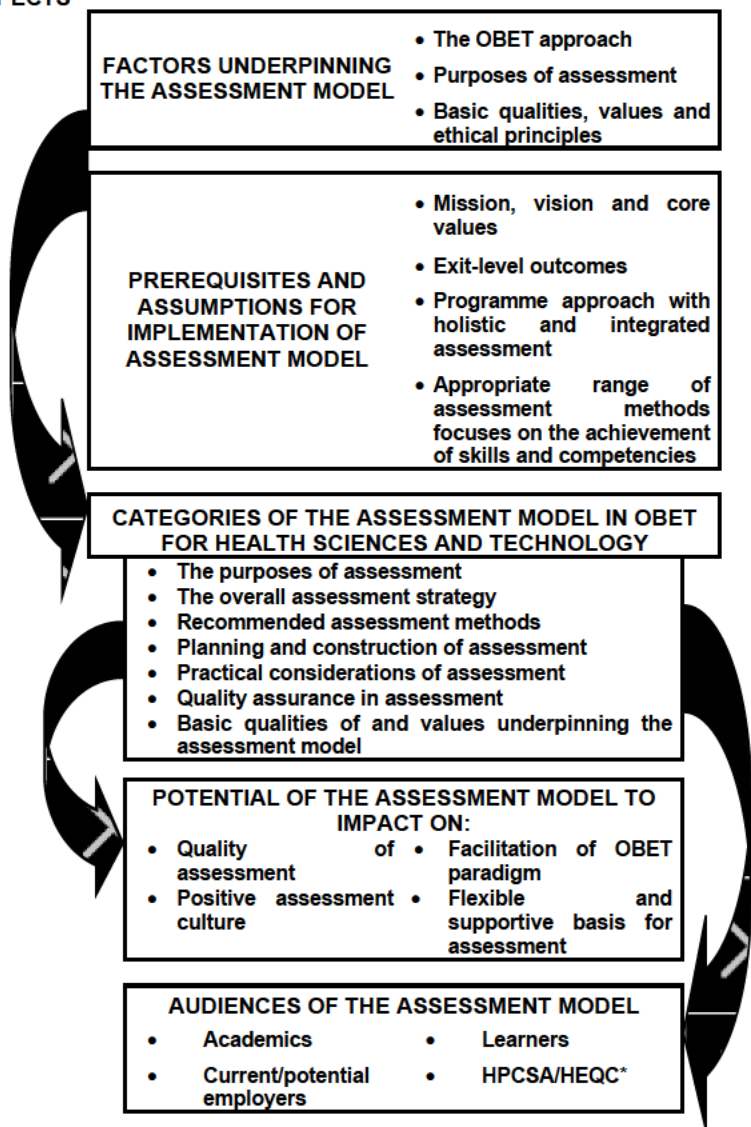 FACTORS UNDERPINNING
THE ASSESSMENT MODEL
• The OBET approach
• Purposes of assessment
• Basic qualities, values and
ethical principles
PREREQUISITES AND
ASSUMPTIONS FOR
IMPLEMENTATION OF
ASSESSMENT MODEL
• Mission, vision and core
values
• Exit-level outcomes
• Programme approach with
holistic and integrated
assessment
• Appropriate range of
assessment methods
focuses on the achievement
of skills and competencies
CATEGORIES OF THE ASSESSMENT MODEL IN OBET
FOR HEALTH SCIENCES AND TECHNOLOGY
• The purposes of assessment
• The overall assessment strategy
• Recommended assessment methods
• Planning and construction of assessment
• Practical considerations of assessment
• Quality assurance in assessment
• Basic qualities of and values underpinning the
assessment model
POTENTIAL OF THE ASSESSMENT MODEL TO
IMPACT ON:
• Quality of
assessment
• Positive assessment
culture
• Facilitation of OBET
paradigm
• Flexible and
supportive basis for
assessment
AUDIENCES OF THE ASSESSMENT MODEL
• Academics
• Current/potential
employers
• Learners
• HPCSA/HEQC*